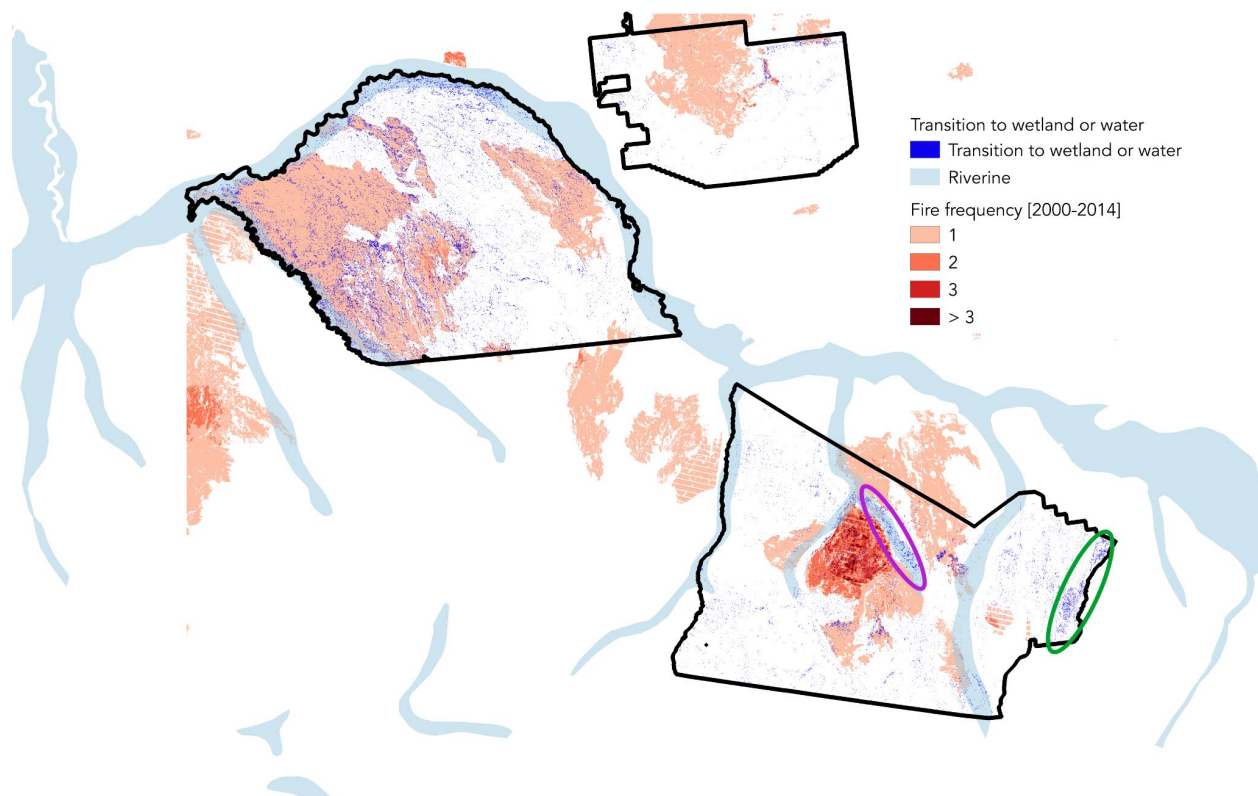 Transition to wetland or water
Transition to wetland or water
Riverine
Fire frequency [2000-2014]
1
2
3
> 3